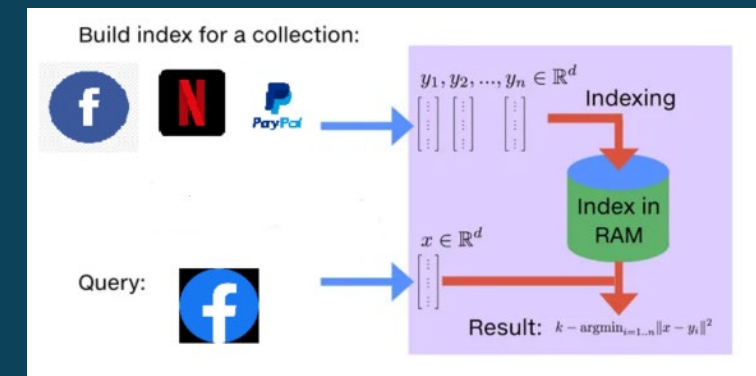 Build index for a collection:
f
N
PayPal
y₁, y₂, ..., yₙ ∈ ℝᵈ
Indexing
Index in
RAM
x ∈ ℝᵈ
Query:
f
Result: k − argminᵢ₌₁..ₙ‖x − yᵢ‖²